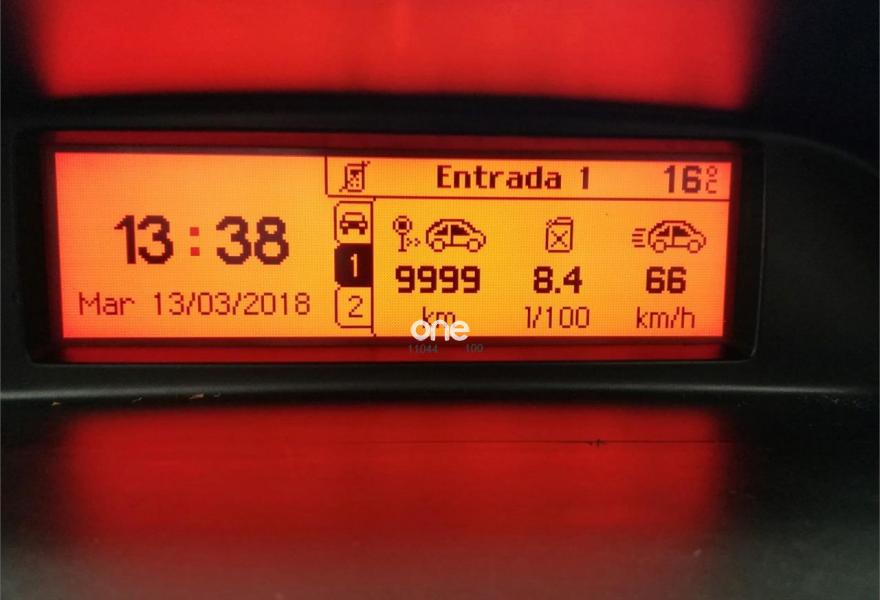 Entrada 1 16°C
13:38
Mar 13/03/2018
1
2
9999 8.4 66
km l/100 km/h
one
11044 100